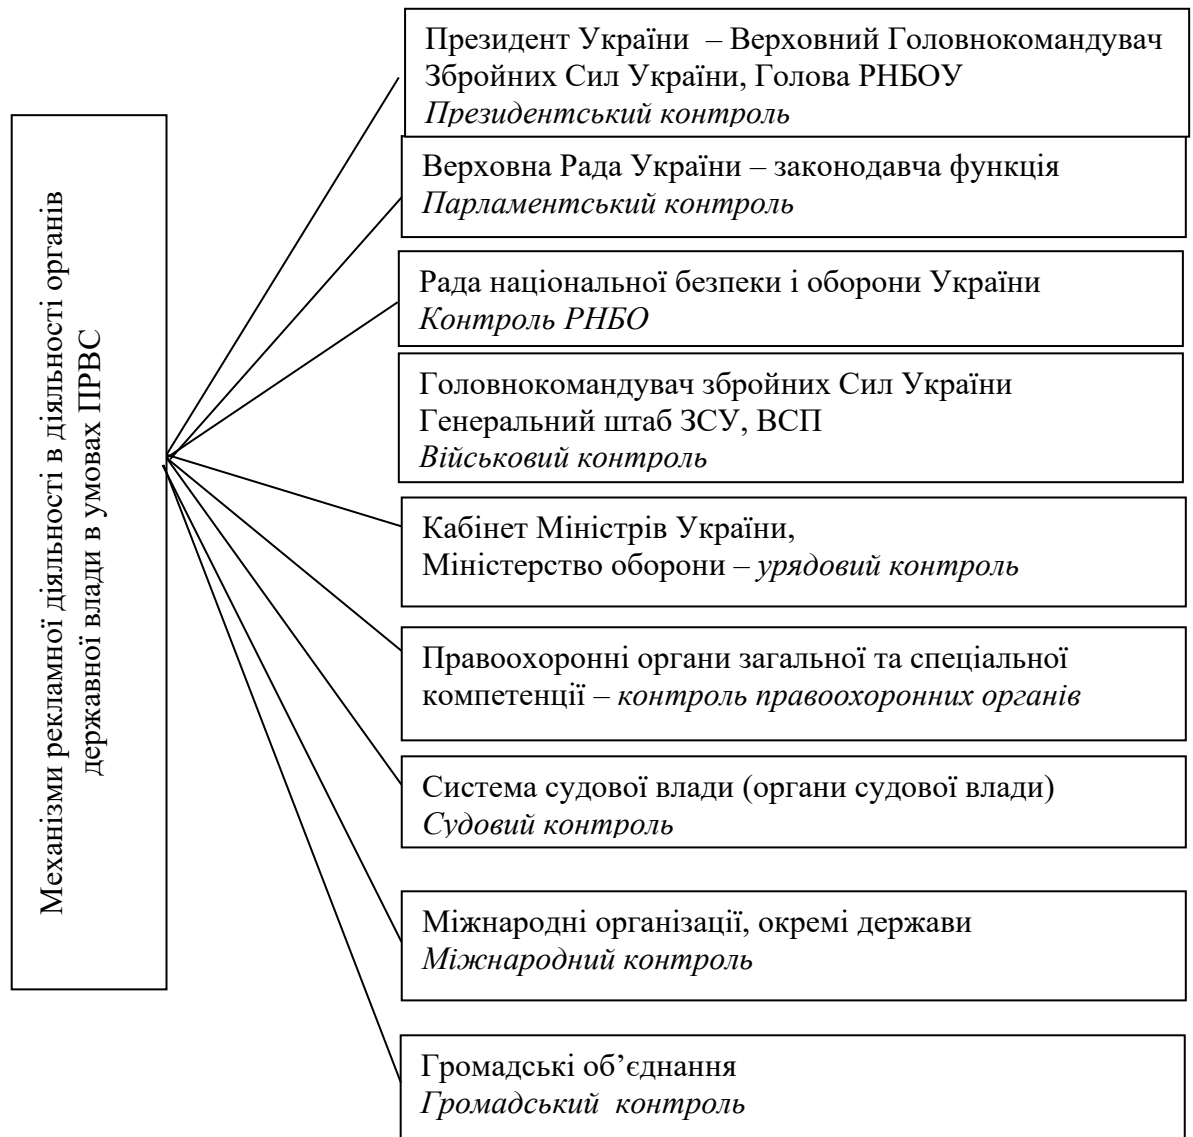 Механізми рекламної діяльності в діяльності органів
державної влади в умовах ПРВС
Президент України – Верховний Головнокомандувач
Збройних Сил України, Голова РНБОУ
Президентський контроль
Верховна Рада України – законодавча функція
Парламентський контроль
Рада національної безпеки і оборони України
Контроль РНБО
Головнокомандувач збройних Сил України
Генеральний штаб ЗСУ, ВСП
Військовий контроль
Кабінет Міністрів України,
Міністерство оборони – урядовий контроль
Правоохоронні органи загальної та спеціальної
компетенції – контроль правоохоронних органів
Система судової влади (органи судової влади)
Судовий контроль
Міжнародні організації, окремі держави
Міжнародний контроль
Громадські об’єднання
Громадський контроль